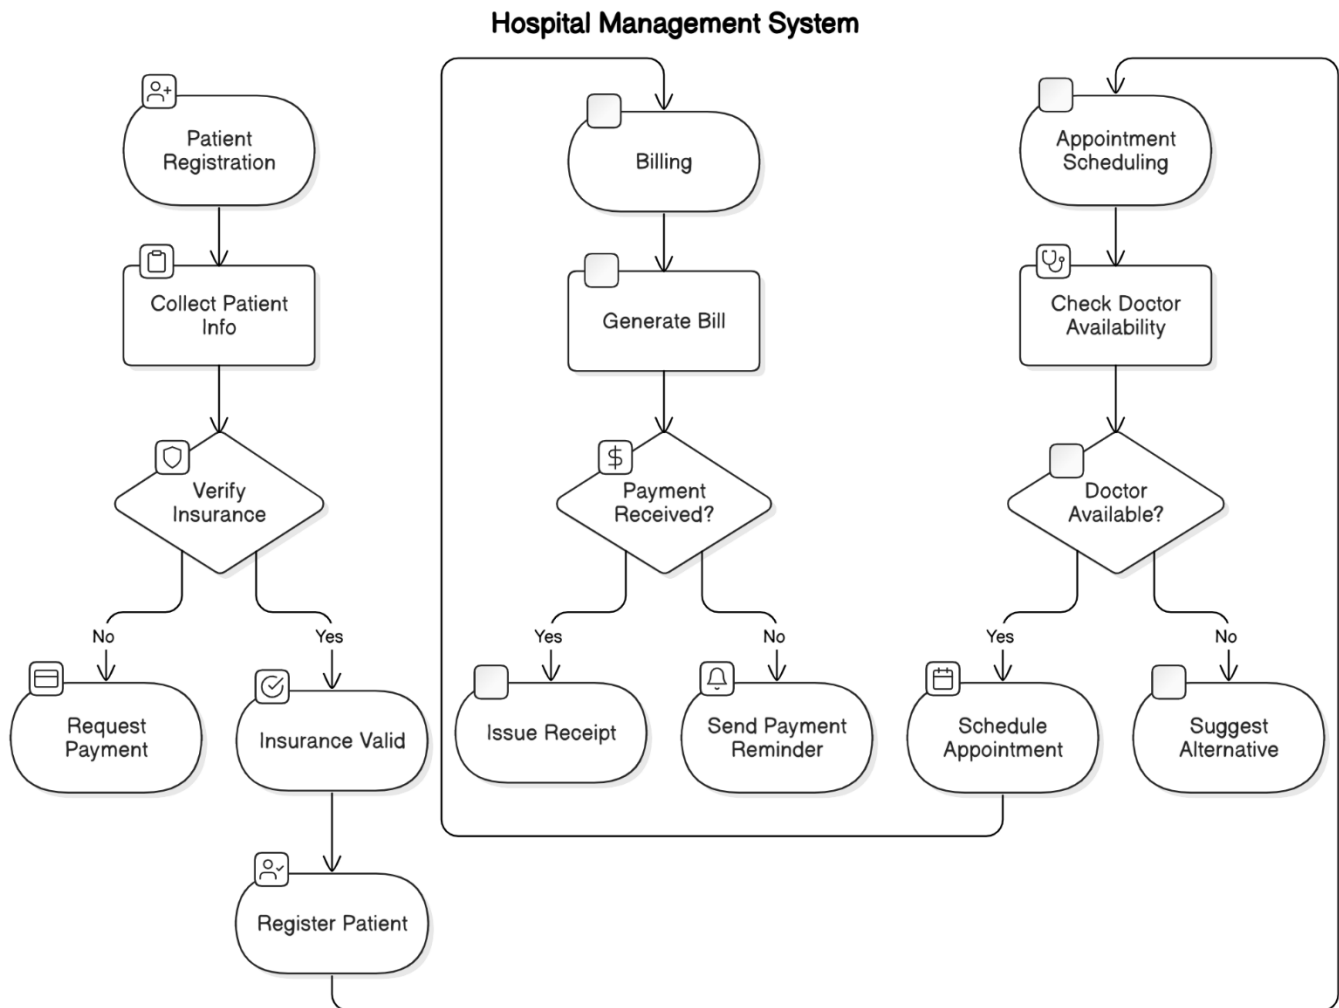 Hospital Management System
Patient
Registration
Collect Patient
Info
Verify
Insurance
No
Yes
Request
Payment
Insurance Valid
Register Patient
Billing
Generate Bill
Payment
Received?
Yes
No
Issue Receipt
Send Payment
Reminder
Appointment
Scheduling
Check Doctor
Availability
Doctor
Available?
Yes
No
Schedule
Appointment
Suggest
Alternative